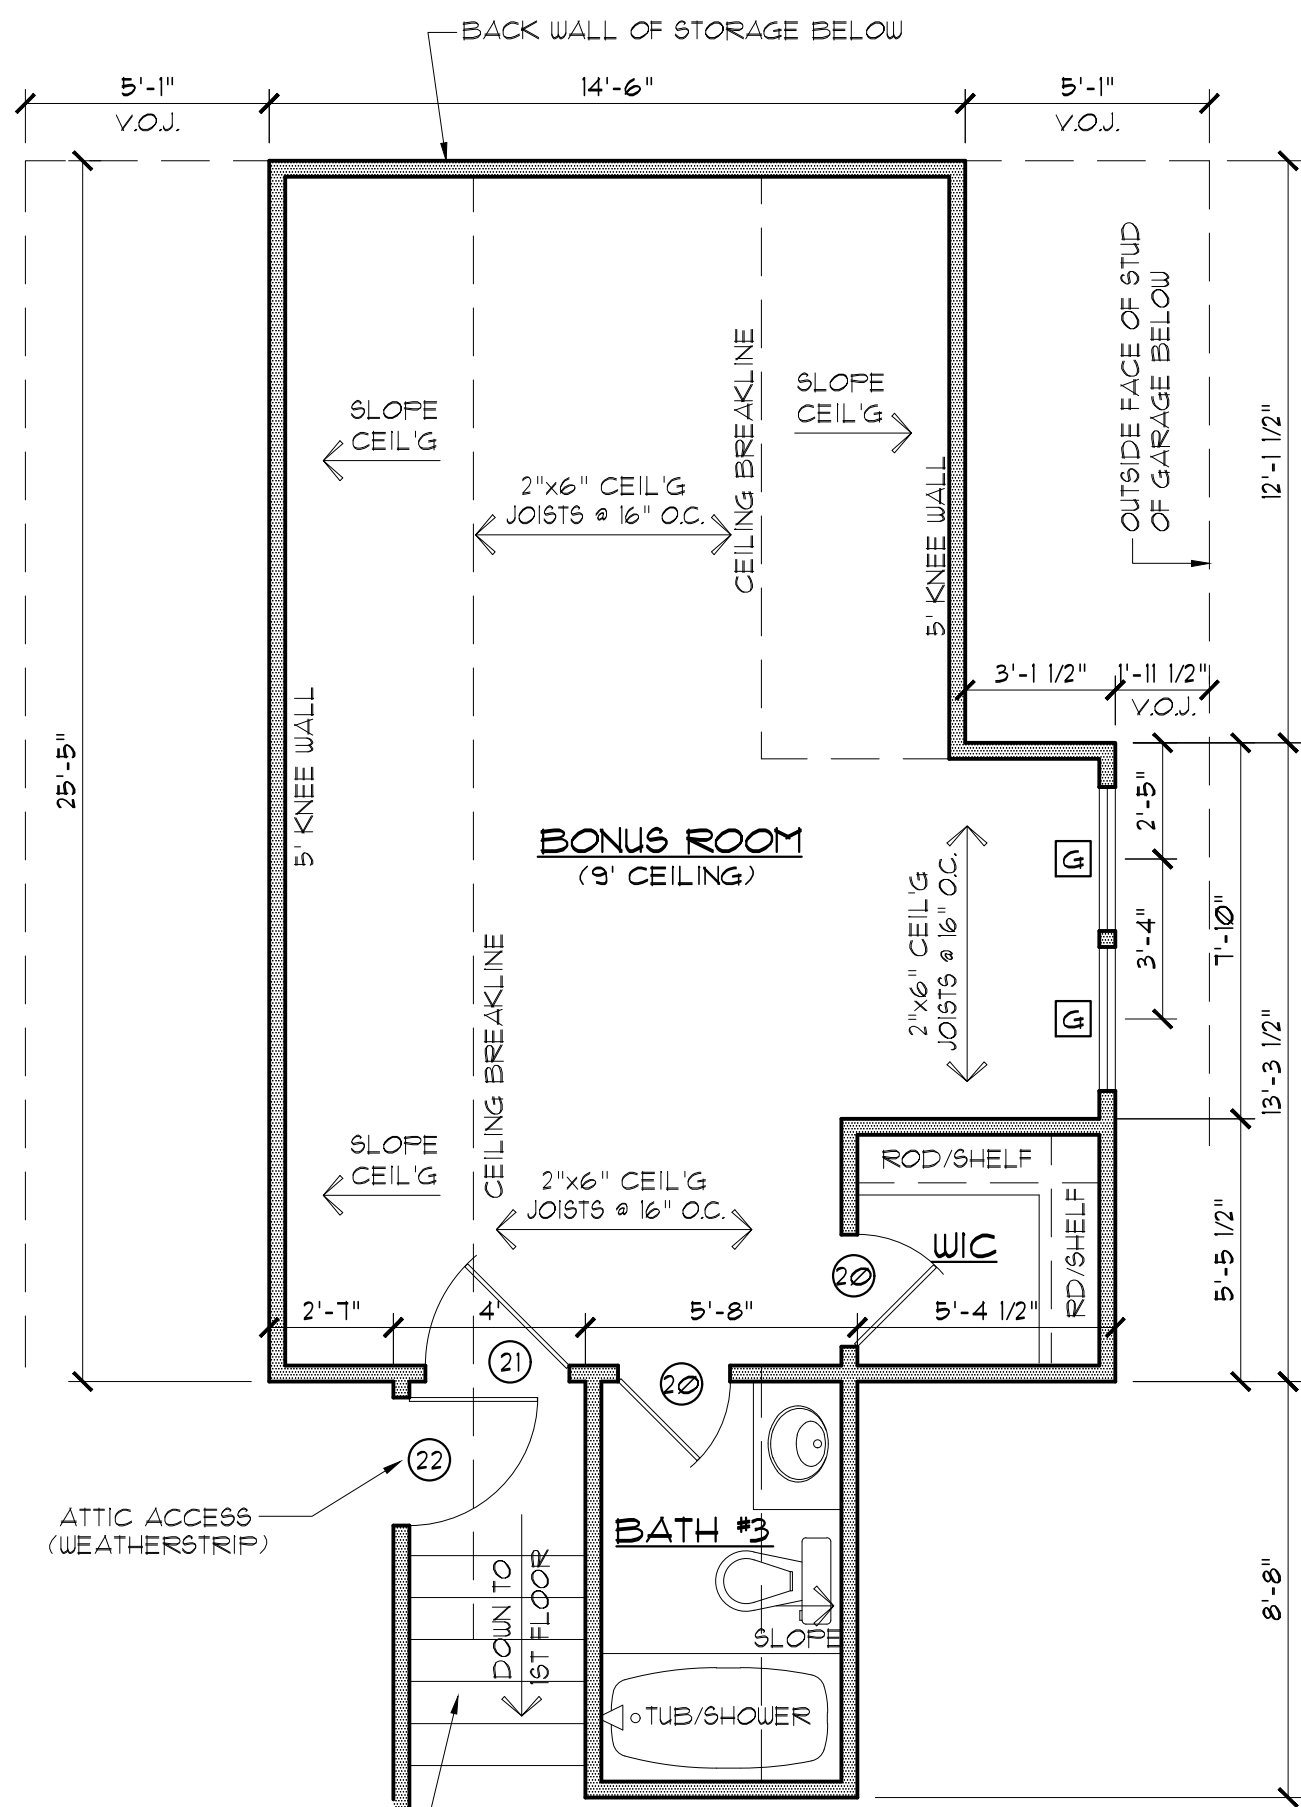 BACK WALL OF STORAGE BELOW
5'-1"
14'-6"
5'-1"
V.O.J.
V.O.J.
OUTSIDE FACE OF STUD
OF GARAGE BELOW
SLOPE
CEIL'G
CEILING BREAKLINE
SLOPE
CEIL'G
12'-1 1/2"
2"x6" CEIL'G
JOISTS @ 16" O.C.
5' KNEE WALL
3'-1 1/2"
1'-11 1/2"
V.O.J.
25'-5"
5' KNEE WALL
BONUS ROOM
(9' CEILING)
2'-5"
G
2"x6" CEIL'G
JOISTS @ 16" O.C.
3'-4"
7'-10"
G
13'-3 1/2"
CEILING BREAKLINE
SLOPE
CEIL'G
2"x6" CEIL'G
JOISTS @ 16" O.C.
ROD/SHELF
WIC
RD/SHELF
5'-5 1/2"
20
2'-7"
4'
5'-8"
5'-4 1/2"
21
20
22
ATTIC ACCESS
(WEATHERSTRIP)
BATH #3
DOWN TO
1ST FLOOR
SLOPE
8'-8"
TUB/SHOWER